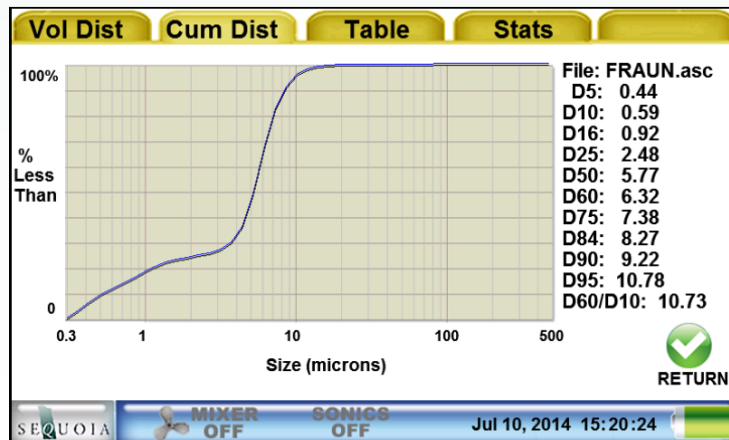 Vol Dist Cum Dist Table Stats
100%
%
Less
Than
0
0.3 1 10 100 500
Size (microns)
File: FRAUN.asc
D5: 0.44
D10: 0.59
D16: 0.92
D25: 2.48
D50: 5.77
D60: 6.32
D75: 7.38
D84: 8.27
D90: 9.22
D95: 10.78
D60/D10: 10.73
RETURN
SEQUOIA
MIXER
OFF
SONICS
OFF
Jul 10, 2014 15:20:24